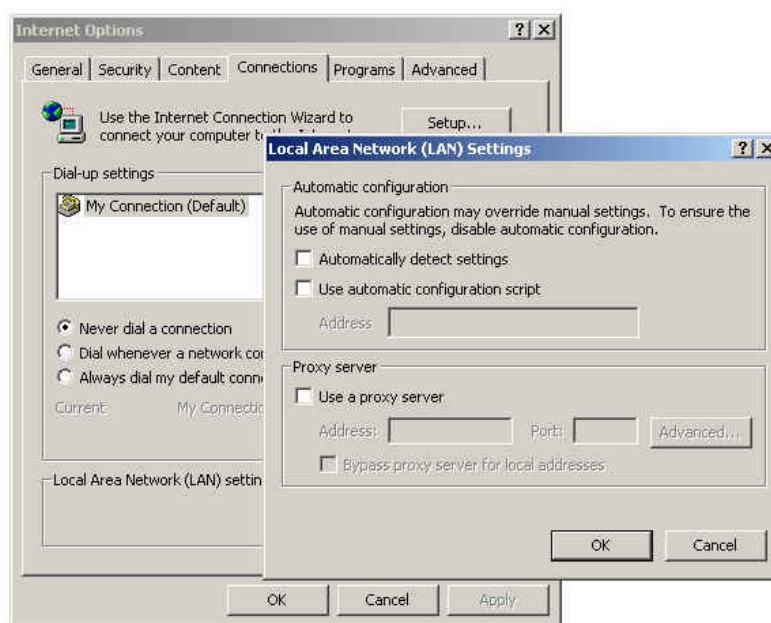 Internet Options
General Security Content Connections Programs Advanced
Use the Internet Connection Wizard to
connect your computer to the Internet
Setup...
Dial-up settings
My Connection (Default)
Never dial a connection
Dial whenever a network
Always dial my default
Current My
Local Area Network (LAN)
OK Cancel Apply
Local Area Network (LAN) Settings
Automatic configuration
Automatic configuration may override manual settings. To ensure the
use of manual settings, disable automatic configuration.
Automatically detect settings
Use automatic configuration script
Address
Proxy server
Use a proxy server
Address: Port: Advanced...
Bypass proxy server for local addresses
OK Cancel